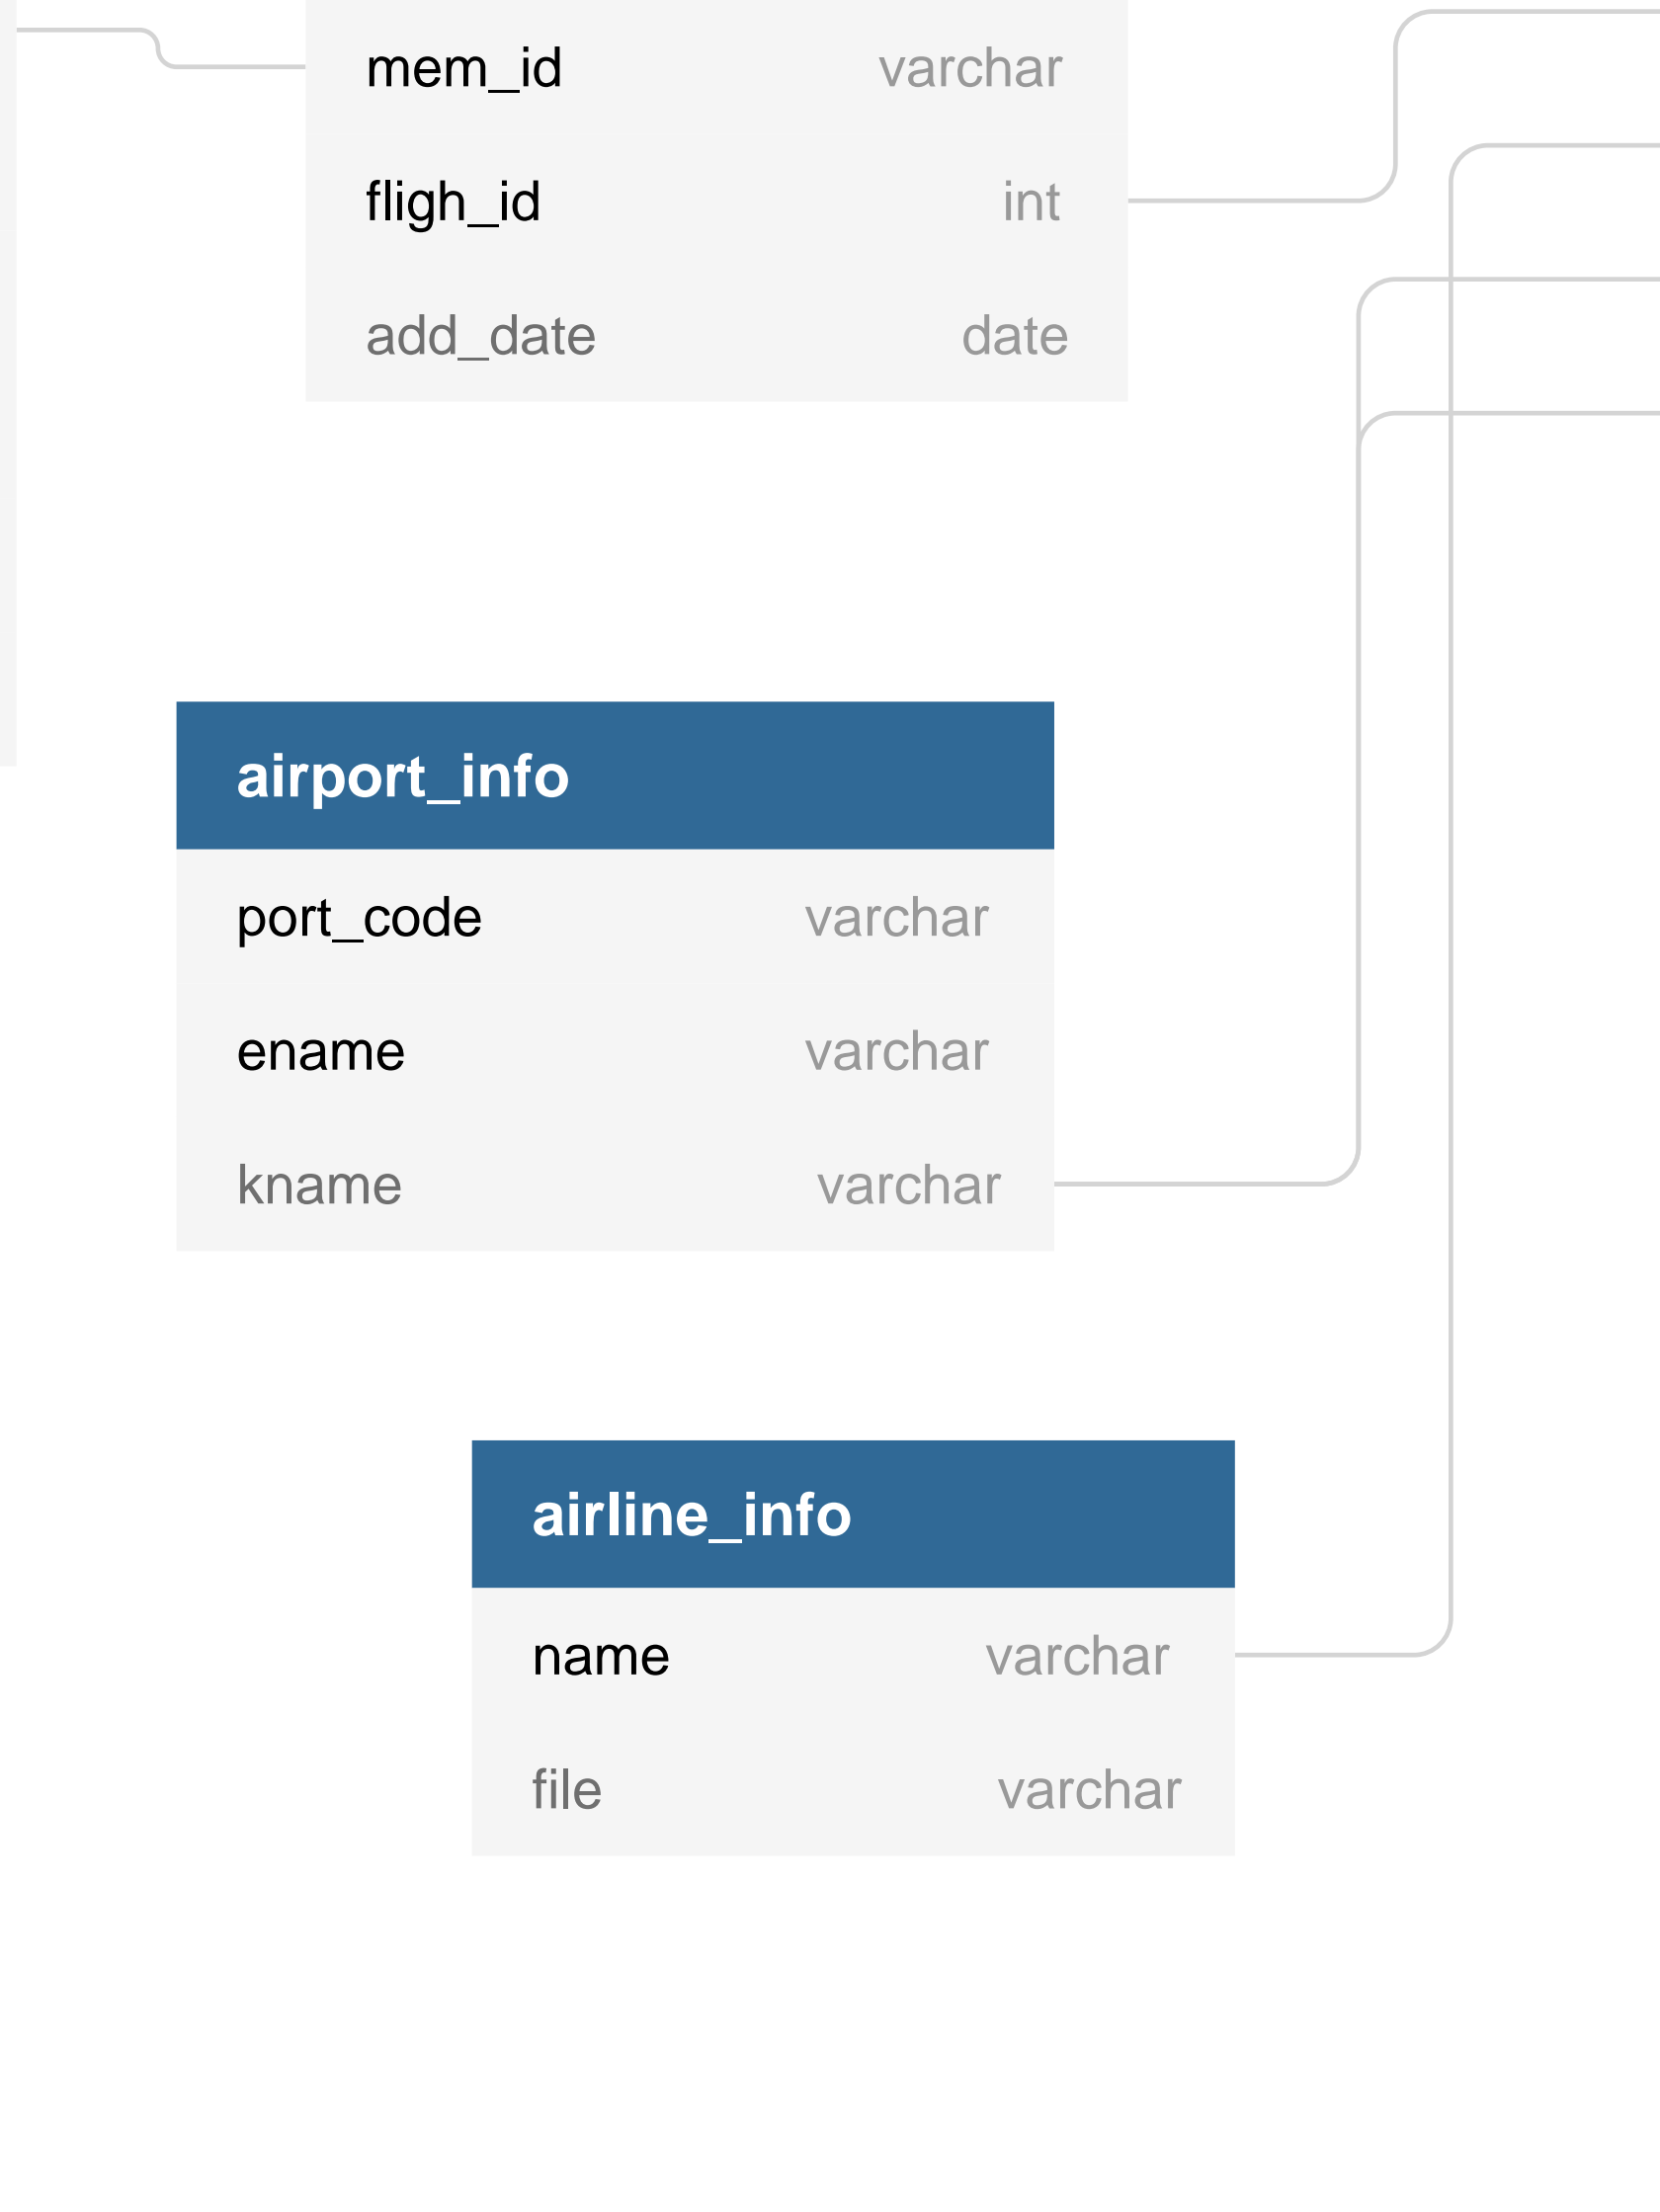 mem_id varchar
fligh_id int
add_date date
airport_info
port_code varchar
ename varchar
kname varchar
airline_info
name varchar
file varchar